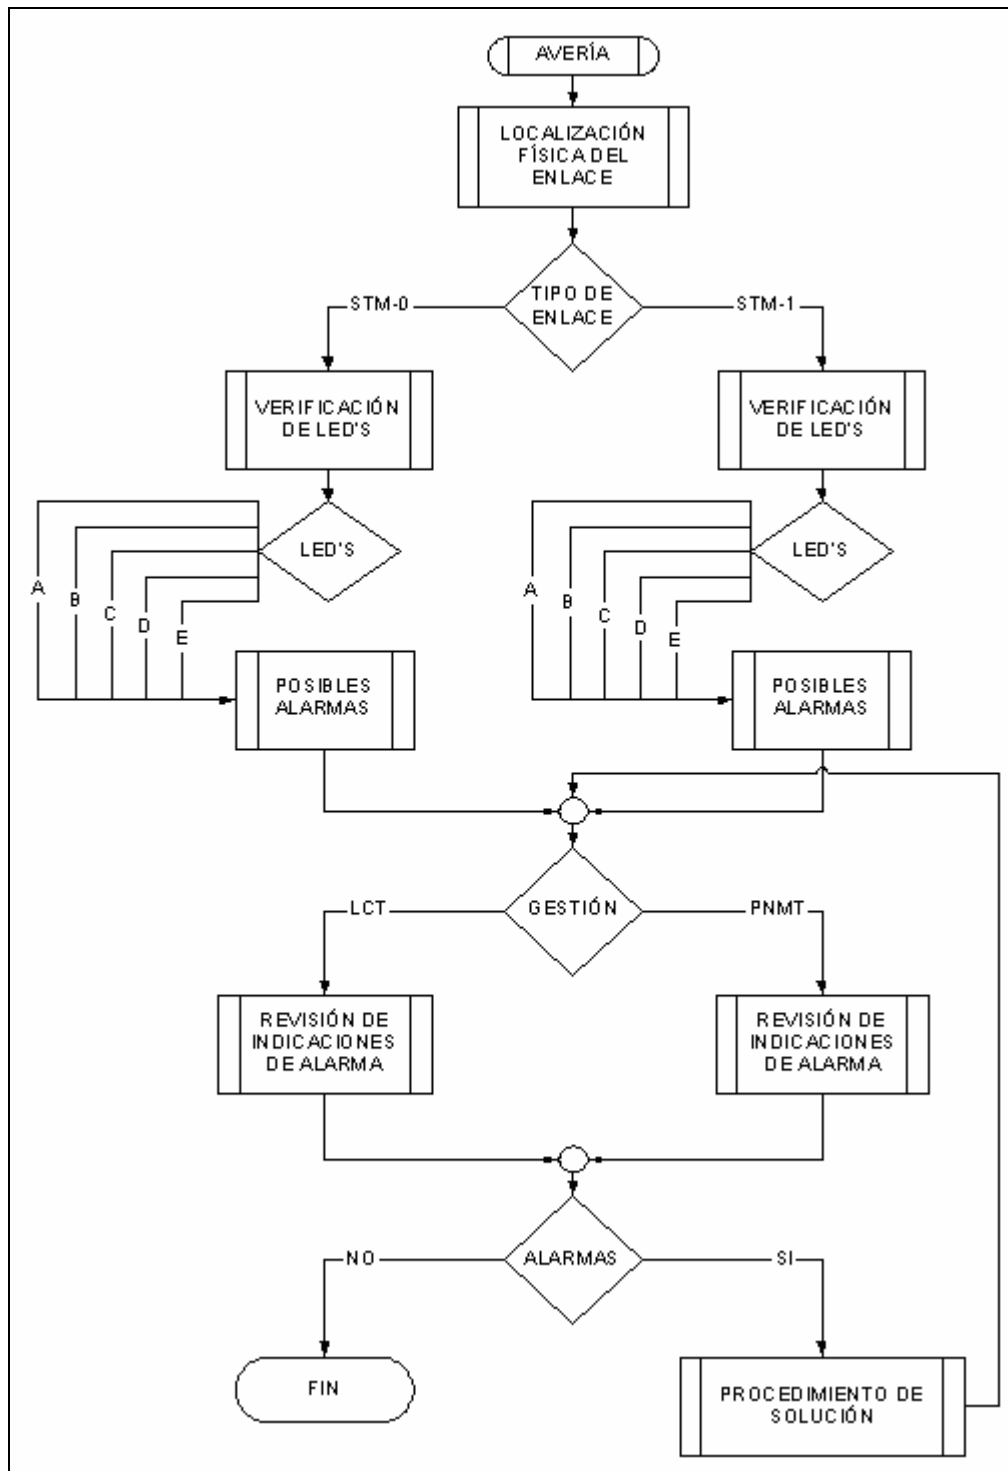 AVERÍA
LOCALIZACIÓN
FÍSICA DEL
ENLACE
TIPO DE
ENLACE
STM-0
STM-1
VERIFICACIÓN
DE LED'S
VERIFICACIÓN
DE LED'S
LED'S
LED'S
A
B
C
D
E
A
B
C
D
E
POSIBLES
ALARMAS
POSIBLES
ALARMAS
GESTIÓN
LCT
PNMT
REVISIÓN DE
INDICACIONES
DE ALARMA
REVISIÓN DE
INDICACIONES
DE ALARMA
ALARMAS
NO
SI
FIN
PROCEDIMIENTO DE
SOLUCIÓN